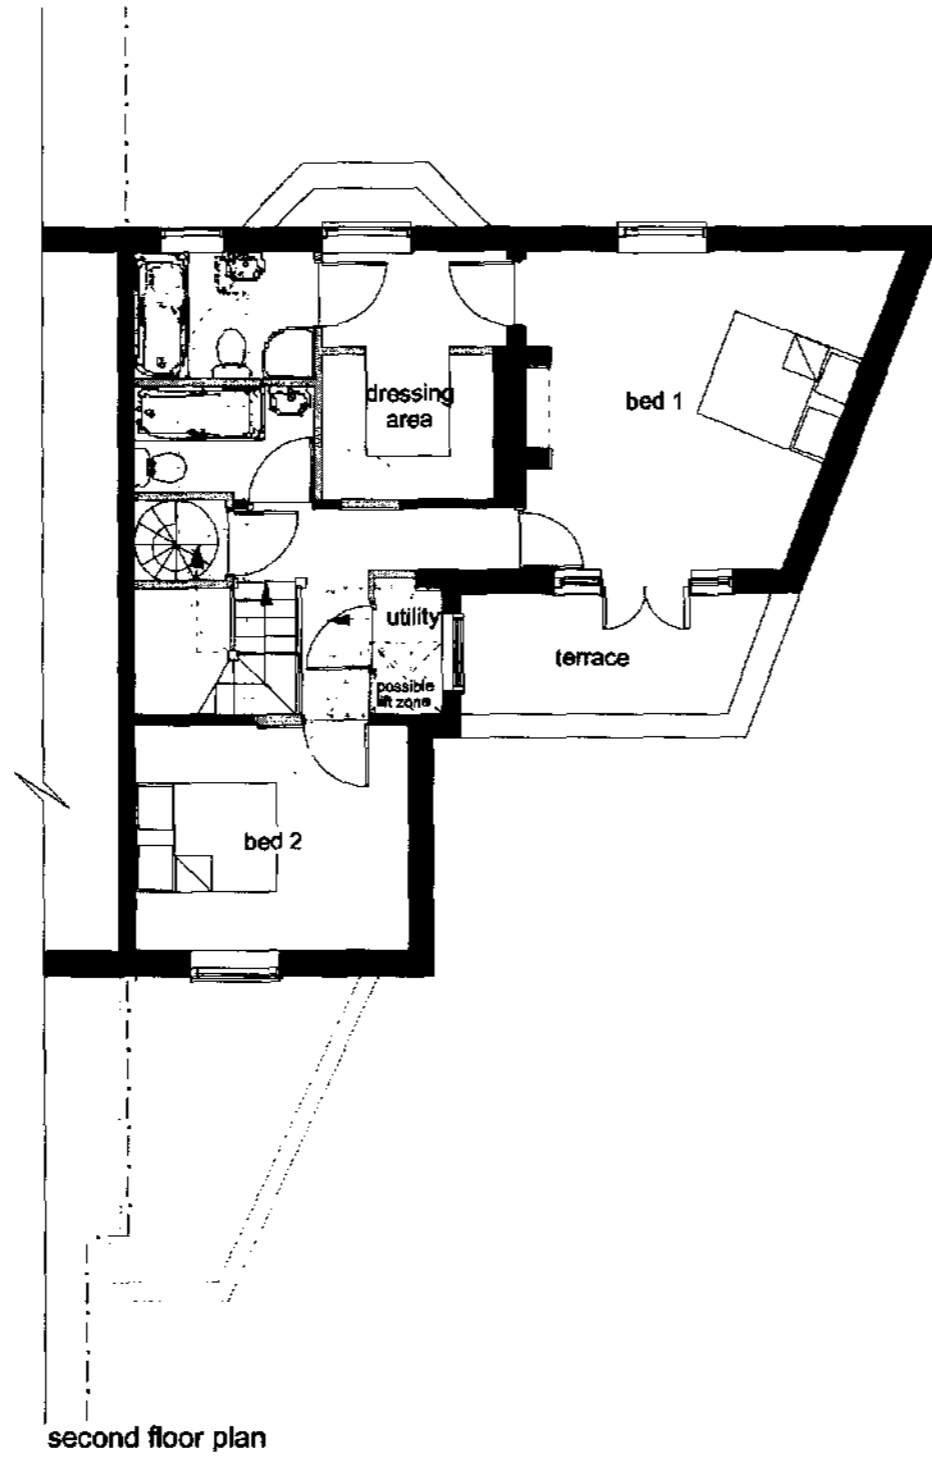 dressing
area
bed 1
utility
terrace
possible
lift zone
bed 2
second floor plan